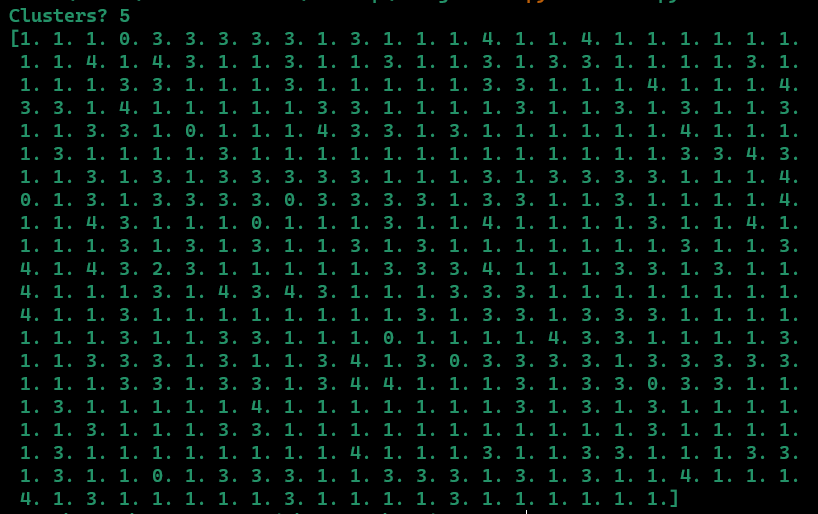 Clusters? 5
[1. 1. 1. 0. 3. 3. 3. 3. 3. 1. 3. 1. 1. 1. 4. 1. 1. 4. 1. 1. 1. 1. 1. 1.
1. 1. 4. 1. 4. 3. 1. 1. 3. 1. 1. 3. 1. 1. 3. 1. 3. 3. 1. 1. 1. 1. 3. 1.
1. 1. 1. 3. 3. 1. 1. 1. 3. 1. 1. 1. 1. 1. 3. 3. 1. 1. 1. 4. 1. 1. 1. 4.
3. 3. 1. 4. 1. 1. 1. 1. 1. 3. 3. 1. 1. 1. 1. 3. 1. 1. 3. 1. 3. 1. 1. 3.
1. 1. 3. 3. 1. 0. 1. 1. 1. 4. 3. 3. 1. 3. 1. 1. 1. 1. 1. 1. 4. 1. 1. 1.
1. 3. 1. 1. 1. 1. 3. 1. 1. 1. 1. 1. 1. 1. 1. 1. 1. 1. 1. 1. 3. 3. 4. 3.
1. 1. 3. 1. 3. 1. 3. 3. 3. 3. 3. 1. 1. 1. 3. 1. 3. 3. 3. 3. 1. 1. 1. 4.
0. 1. 3. 1. 3. 3. 3. 3. 0. 3. 3. 3. 3. 1. 3. 3. 3. 1. 1. 3. 1. 1. 1. 4.
1. 1. 4. 3. 1. 1. 1. 0. 1. 1. 1. 3. 1. 1. 4. 1. 1. 1. 1. 3. 1. 1. 4. 1.
1. 1. 1. 3. 1. 3. 1. 3. 1. 1. 3. 1. 3. 1. 1. 1. 1. 1. 1. 1. 3. 1. 1. 3.
4. 1. 4. 3. 2. 3. 1. 1. 1. 1. 1. 3. 3. 3. 4. 1. 1. 1. 3. 3. 1. 3. 1. 1.
4. 1. 1. 1. 3. 1. 4. 3. 4. 3. 1. 1. 1. 3. 3. 3. 1. 1. 1. 1. 1. 1. 1. 1.
4. 1. 1. 3. 1. 1. 1. 1. 1. 1. 1. 1. 3. 1. 3. 3. 1. 3. 3. 3. 1. 1. 1. 1.
1. 1. 1. 3. 1. 1. 3. 3. 1. 1. 1. 0. 1. 1. 1. 1. 4. 3. 3. 1. 1. 1. 1. 3.
1. 1. 3. 3. 3. 1. 3. 1. 1. 3. 4. 1. 3. 0. 3. 3. 3. 3. 1. 3. 3. 3. 3. 3.
1. 1. 1. 3. 3. 1. 3. 3. 1. 3. 4. 4. 1. 1. 1. 3. 1. 3. 3. 0. 3. 3. 1. 1.
1. 3. 1. 1. 1. 1. 1. 4. 1. 1. 1. 1. 1. 1. 1. 3. 1. 3. 1. 3. 1. 1. 1. 1.
1. 1. 3. 1. 1. 1. 3. 3. 1. 1. 1. 1. 1. 1. 1. 1. 1. 1. 1. 3. 1. 1. 1. 1.
1. 3. 1. 1. 1. 1. 1. 1. 1. 1. 4. 1. 1. 1. 3. 1. 1. 3. 3. 1. 1. 1. 3. 3.
1. 3. 1. 1. 0. 1. 3. 3. 3. 1. 1. 3. 3. 3. 1. 3. 1. 3. 1. 1. 4. 1. 1. 1.
4. 1. 3. 1. 1. 1. 1. 1. 3. 1. 1. 1. 1. 3. 1. 1. 1. 1. 1. 1.]